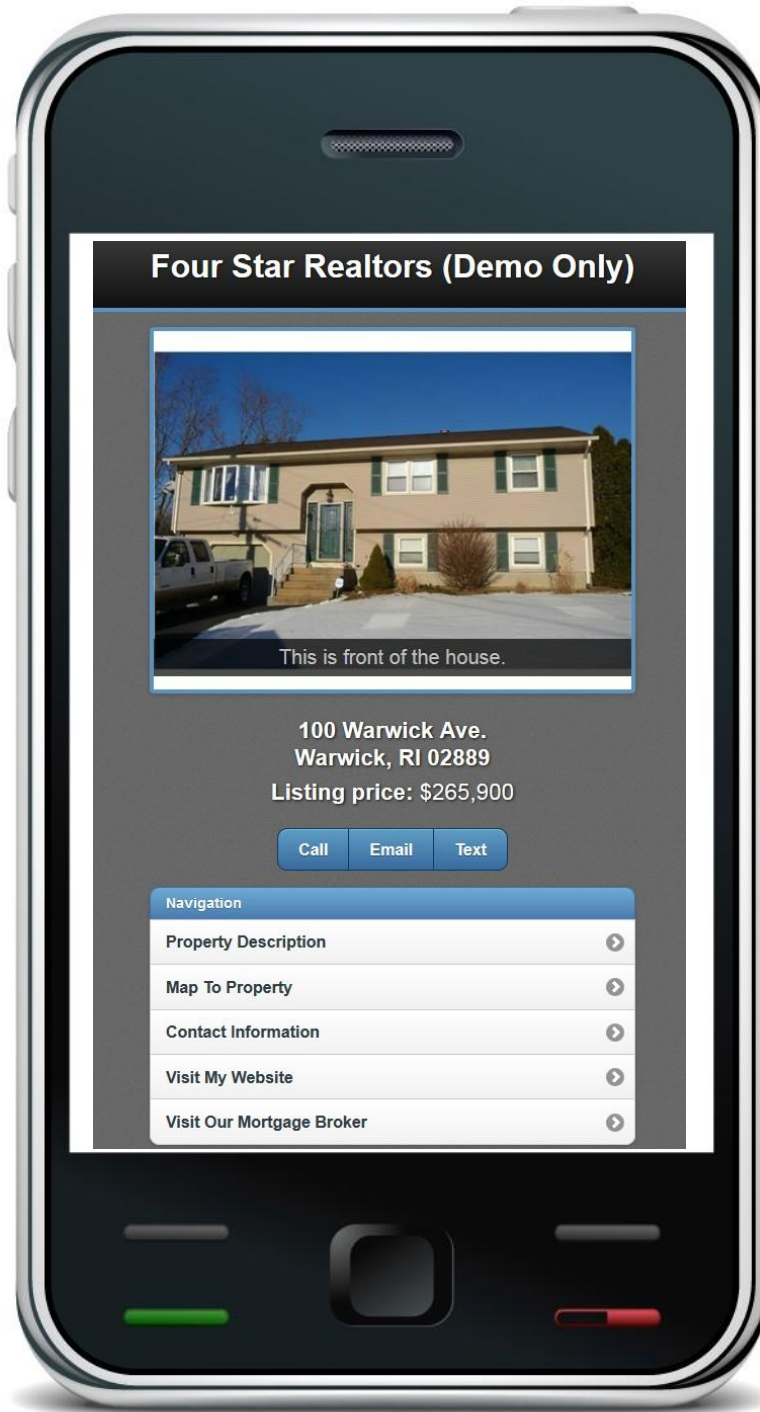 Four Star Realtors (Demo Only)
This is front of the house.
100 Warwick Ave.
Warwick, RI 02889
Listing price: $265,900
Call Email Text
Navigation
Property Description
Map To Property
Contact Information
Visit My Website
Visit Our Mortgage Broker